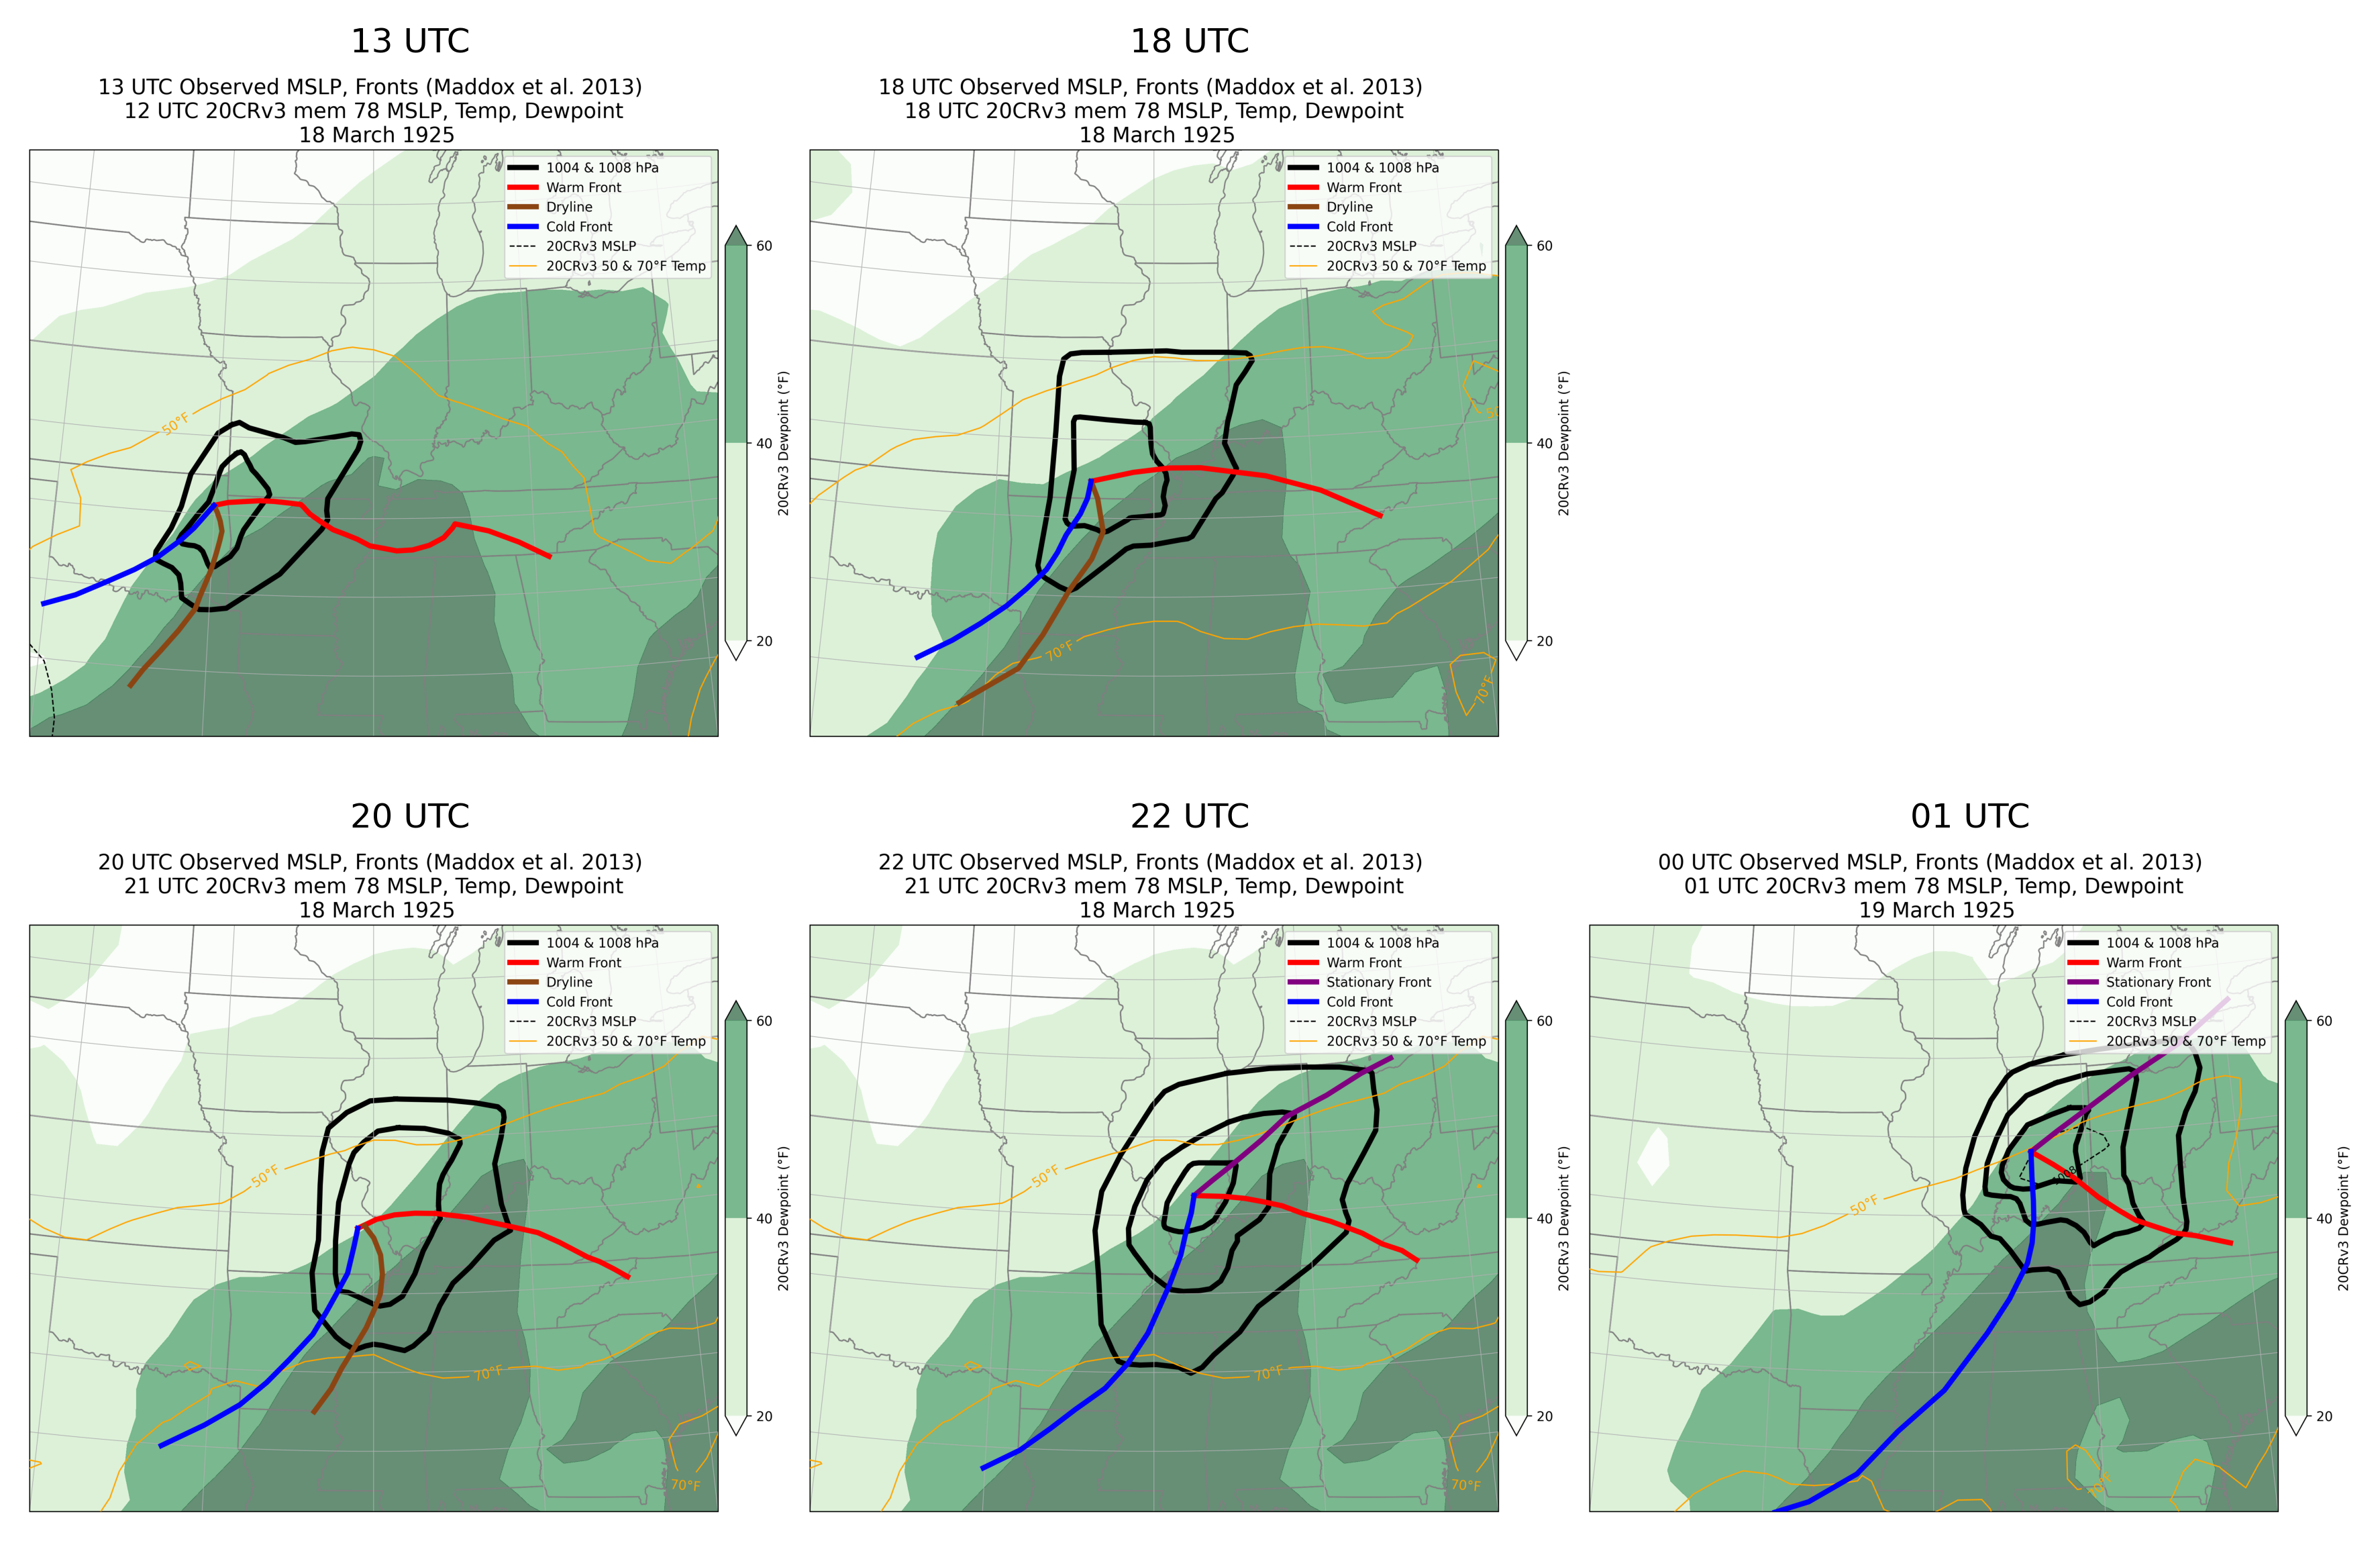 13 UTC
13 UTC Observed MSLP, Fronts (Maddox et al. 2013)
12 UTC 20CRv3 mem 78 MSLP, Temp, Dewpoint
18 March 1925
1004 & 1008 hPa
Warm Front
Dryline
Cold Front
20CRv3 MSLP
20CRv3 50 & 70°F Temp
50°F
60
40
20
20CRv3 Dewpoint (°F)
18 UTC
18 UTC Observed MSLP, Fronts (Maddox et al. 2013)
18 UTC 20CRv3 mem 78 MSLP, Temp, Dewpoint
18 March 1925
1004 & 1008 hPa
Warm Front
Dryline
Cold Front
20CRv3 MSLP
20CRv3 50 & 70°F Temp
50
70°F
70°F
60
40
20
20CRv3 Dewpoint (°F)
20 UTC
20 UTC Observed MSLP, Fronts (Maddox et al. 2013)
21 UTC 20CRv3 mem 78 MSLP, Temp, Dewpoint
18 March 1925
1004 & 1008 hPa
Warm Front
Dryline
Cold Front
20CRv3 MSLP
20CRv3 50 & 70°F Temp
50°F
70°F
70°F
60
40
20
20CRv3 Dewpoint (°F)
22 UTC
22 UTC Observed MSLP, Fronts (Maddox et al. 2013)
21 UTC 20CRv3 mem 78 MSLP, Temp, Dewpoint
18 March 1925
1004 & 1008 hPa
Warm Front
Stationary Front
Cold Front
20CRv3 MSLP
20CRv3 50 & 70°F Temp
50°F
70°F
70°F
60
40
20
20CRv3 Dewpoint (°F)
01 UTC
00 UTC Observed MSLP, Fronts (Maddox et al. 2013)
01 UTC 20CRv3 mem 78 MSLP, Temp, Dewpoint
19 March 1925
1004 & 1008 hPa
Warm Front
Stationary Front
Cold Front
20CRv3 MSLP
20CRv3 50 & 70°F Temp
50°F
60
40
20
20CRv3 Dewpoint (°F)